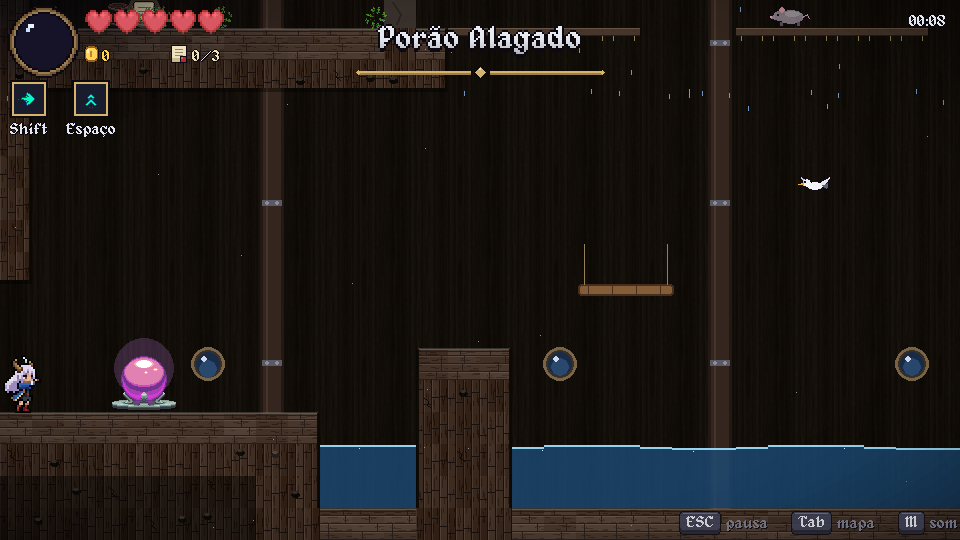 00:08
Porão Alagado
0
0/3
Shift
Espaço
ESC pausa
Tab mapa
M som